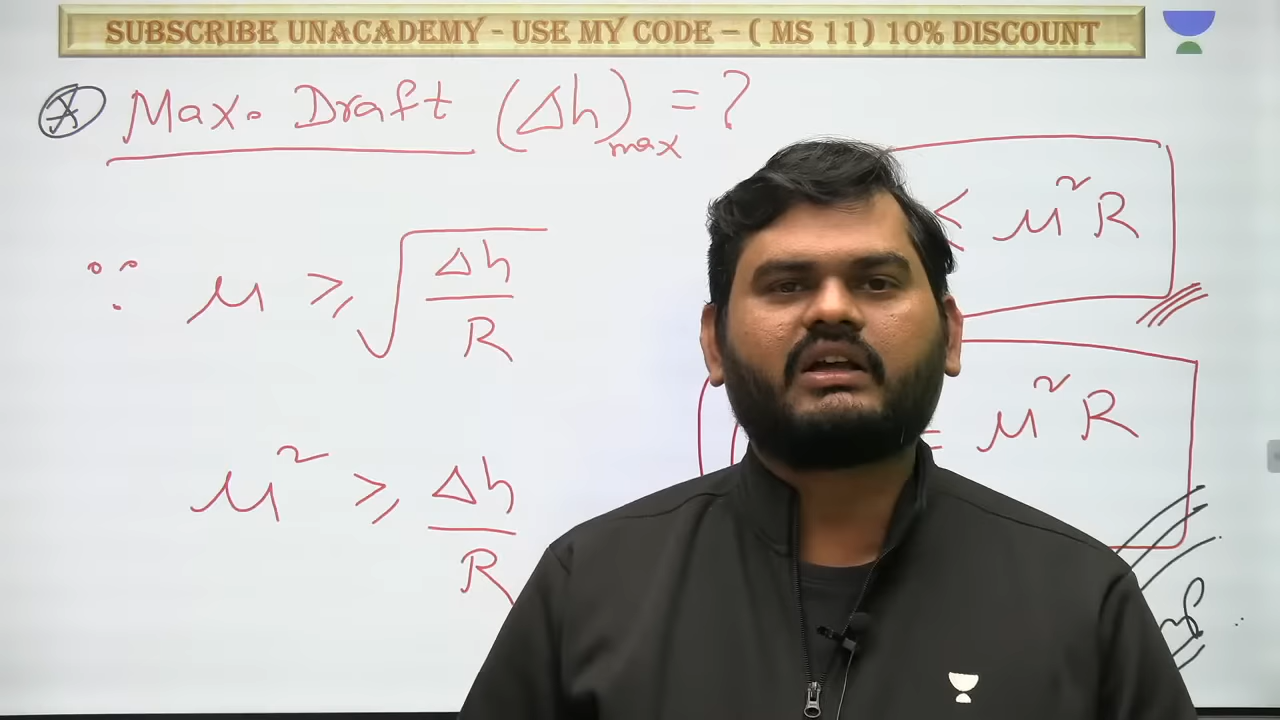 SUBSCRIBE UNACADEMY - USE MY CODE – ( MS 11) 10% DISCOUNT
Max. Draft (Δh)max = ?
∵ μ ≥ √(Δh/R)
≤ μ²R
μ² ≥ Δh/R
= μ²R